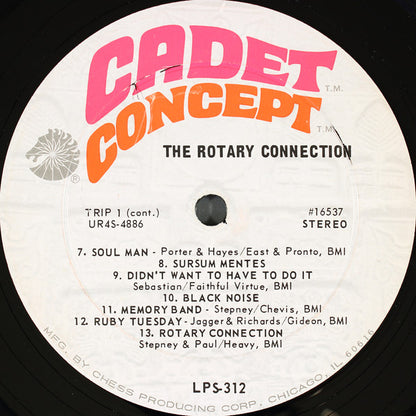 CADET
T.M.
CONCEPT
T.M.
THE ROTARY CONNECTION
®
TRIP 1 (cont.)
UR4S-4886
#16537
STEREO
7. SOUL MAN - Porter & Hayes/East & Pronto, BMI
8. SURSUM MENTES
9. DIDN'T WANT TO HAVE TO DO IT
Sebastian/Faithful Virtue, BMI
10. BLACK NOISE
11. MEMORY BAND - Stepney/Chevis, BMI
12. RUBY TUESDAY - Jagger & Richards/Gideon, BMI
13. ROTARY CONNECTION
Stepney & Paul/Heavy, BMI
MFG. BY CHESS PRODUCING CORP. CHICAGO, IL 60616
LPS-312